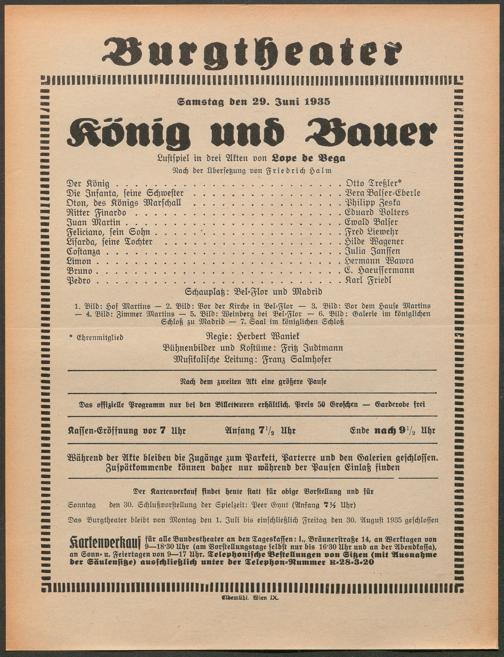 Burgtheater
Samstag den 29. Juni 1935
König und Bauer
Lustspiel in drei Akten von Lope de Vega
Nach der Übersetzung von Friedrich Halm
Der König . . . . . . . . . . . . . . . . . . . . Otto Treßler*
Die Infanta, seine Schwester . . . . . . . . . . . . . . Vera Balser-Eberle
Oton, des Königs Marschall . . . . . . . . . . . . . . Philipp Zeska
Ritter Finardo . . . . . . . . . . . . . . . . . . . Eduard Volters
Juan Martin . . . . . . . . . . . . . . . . . . . . Ewald Balser
Feliciano, sein Sohn . . . . . . . . . . . . . . . . . Fred Liewehr
Lisarda, seine Tochter . . . . . . . . . . . . . . . . Hilde Wagener
Costanza . . . . . . . . . . . . . . . . . . . . . Julia Janssen
Limon . . . . . . . . . . . . . . . . . . . . . . Hermann Wawra
Bruno . . . . . . . . . . . . . . . . . . . . . . E. Haeussermann
Pedro . . . . . . . . . . . . . . . . . . . . . . Karl Friedl
Schauplatz: Bel-Flor und Madrid
1. Bild: Hof Martins — 2. Bild: Vor der Kirche in Bel-Flor — 3. Bild: Vor dem Hause Martins
— 4. Bild: Zimmer Martins — 5. Bild: Weinberg bei Bel-Flor — 6. Bild: Galerie im königlichen
Schloß zu Madrid — 7. Saal im königlichen Schloß
* Ehrenmitglied
Regie: Herbert Waniek
Bühnenbilder und Kostüme: Fritz Judtmann
Musikalische Leitung: Franz Salmhofer
Nach dem zweiten Akt eine größere Pause
Das offizielle Programm nur bei den Billetteuren erhältlich. Preis 50 Groschen — Garderobe frei
Kassen-Eröffnung vor 7 Uhr Anfang 7½ Uhr Ende nach 9½ Uhr
Während der Akte bleiben die Zugänge zum Parkett, Parterre und den Galerien geschlossen.
Zuspätkommende können daher nur während der Pausen Einlaß finden
Der Kartenverkauf findet heute statt für obige Vorstellung und für
Sonntag den 30. Schlußvorstellung der Spielzeit: Peer Gynt (Anfang 7½ Uhr)
Das Burgtheater bleibt von Montag den 1. Juli bis einschließlich Freitag den 30. August 1935 geschlossen
Kartenverkauf für alle Bundestheater an den Tageskassen: I., Bräunerstraße 14, an Werktagen von
9—18·30 Uhr (am Vorstellungstage selbst nur bis 16·30 Uhr und an der Abendkassa),
an Sonn- u. Feiertagen von 9—17 Uhr. Telephonische Bestellungen von Sitzen (mit Ausnahme
der Säulensitze) ausschließlich unter der Telephon-Nummer R-28-3-20
Elbemühl, Wien IX.